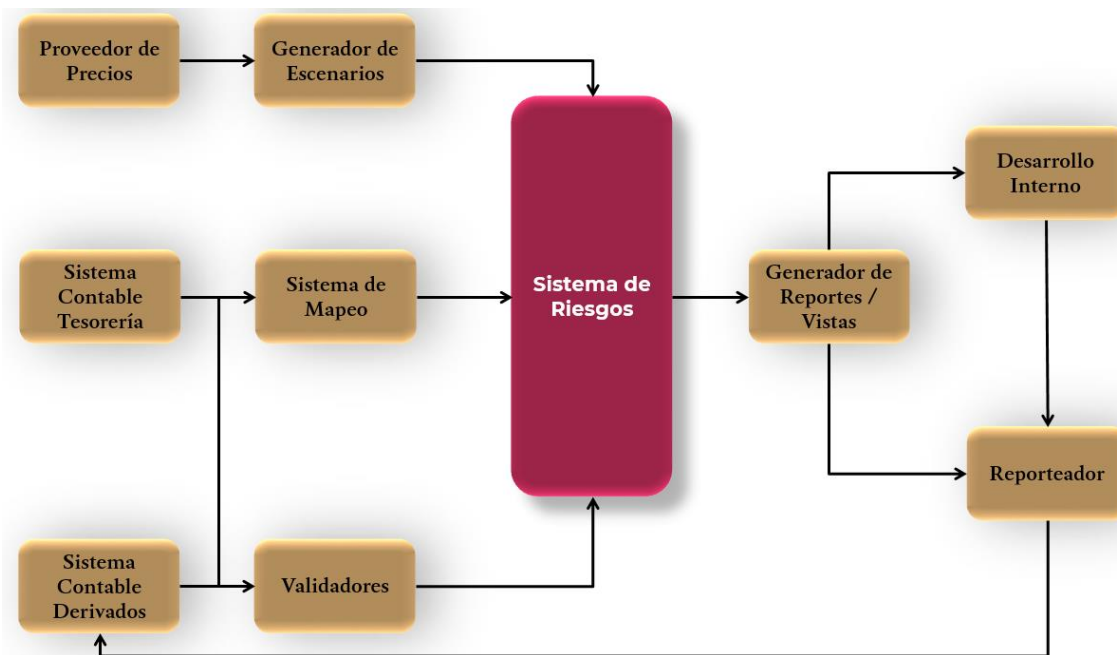 Proveedor de
Precios
Generador de
Escenarios
Desarrollo
Interno
Sistema
Contable
Tesorería
Sistema de
Mapeo
Sistema de
Riesgos
Generador de
Reportes /
Vistas
Reporteador
Sistema
Contable
Derivados
Validadores